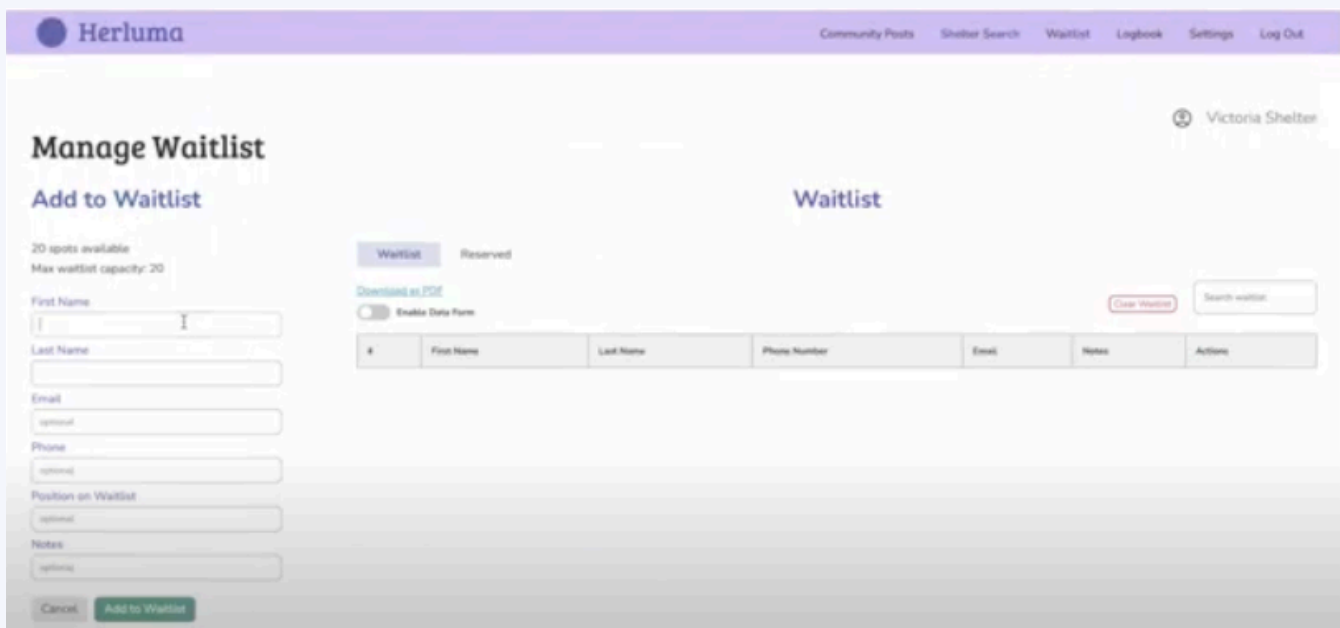 Herluma
Community Posts Shelter Search Waitlist Logbook Settings Log Out
Victoria Shelter
Manage Waitlist
Add to Waitlist
20 spots available
Max waitlist capacity: 20
First Name
Last Name
Email
optional
Phone
optional
Position on Waitlist
optional
Notes
optional
Cancel Add to Waitlist
Waitlist
Waitlist Reserved
Download as PDF
Enable Data Form
Clear Waitlist Search waitlist
# First Name Last Name Phone Number Email Notes Actions